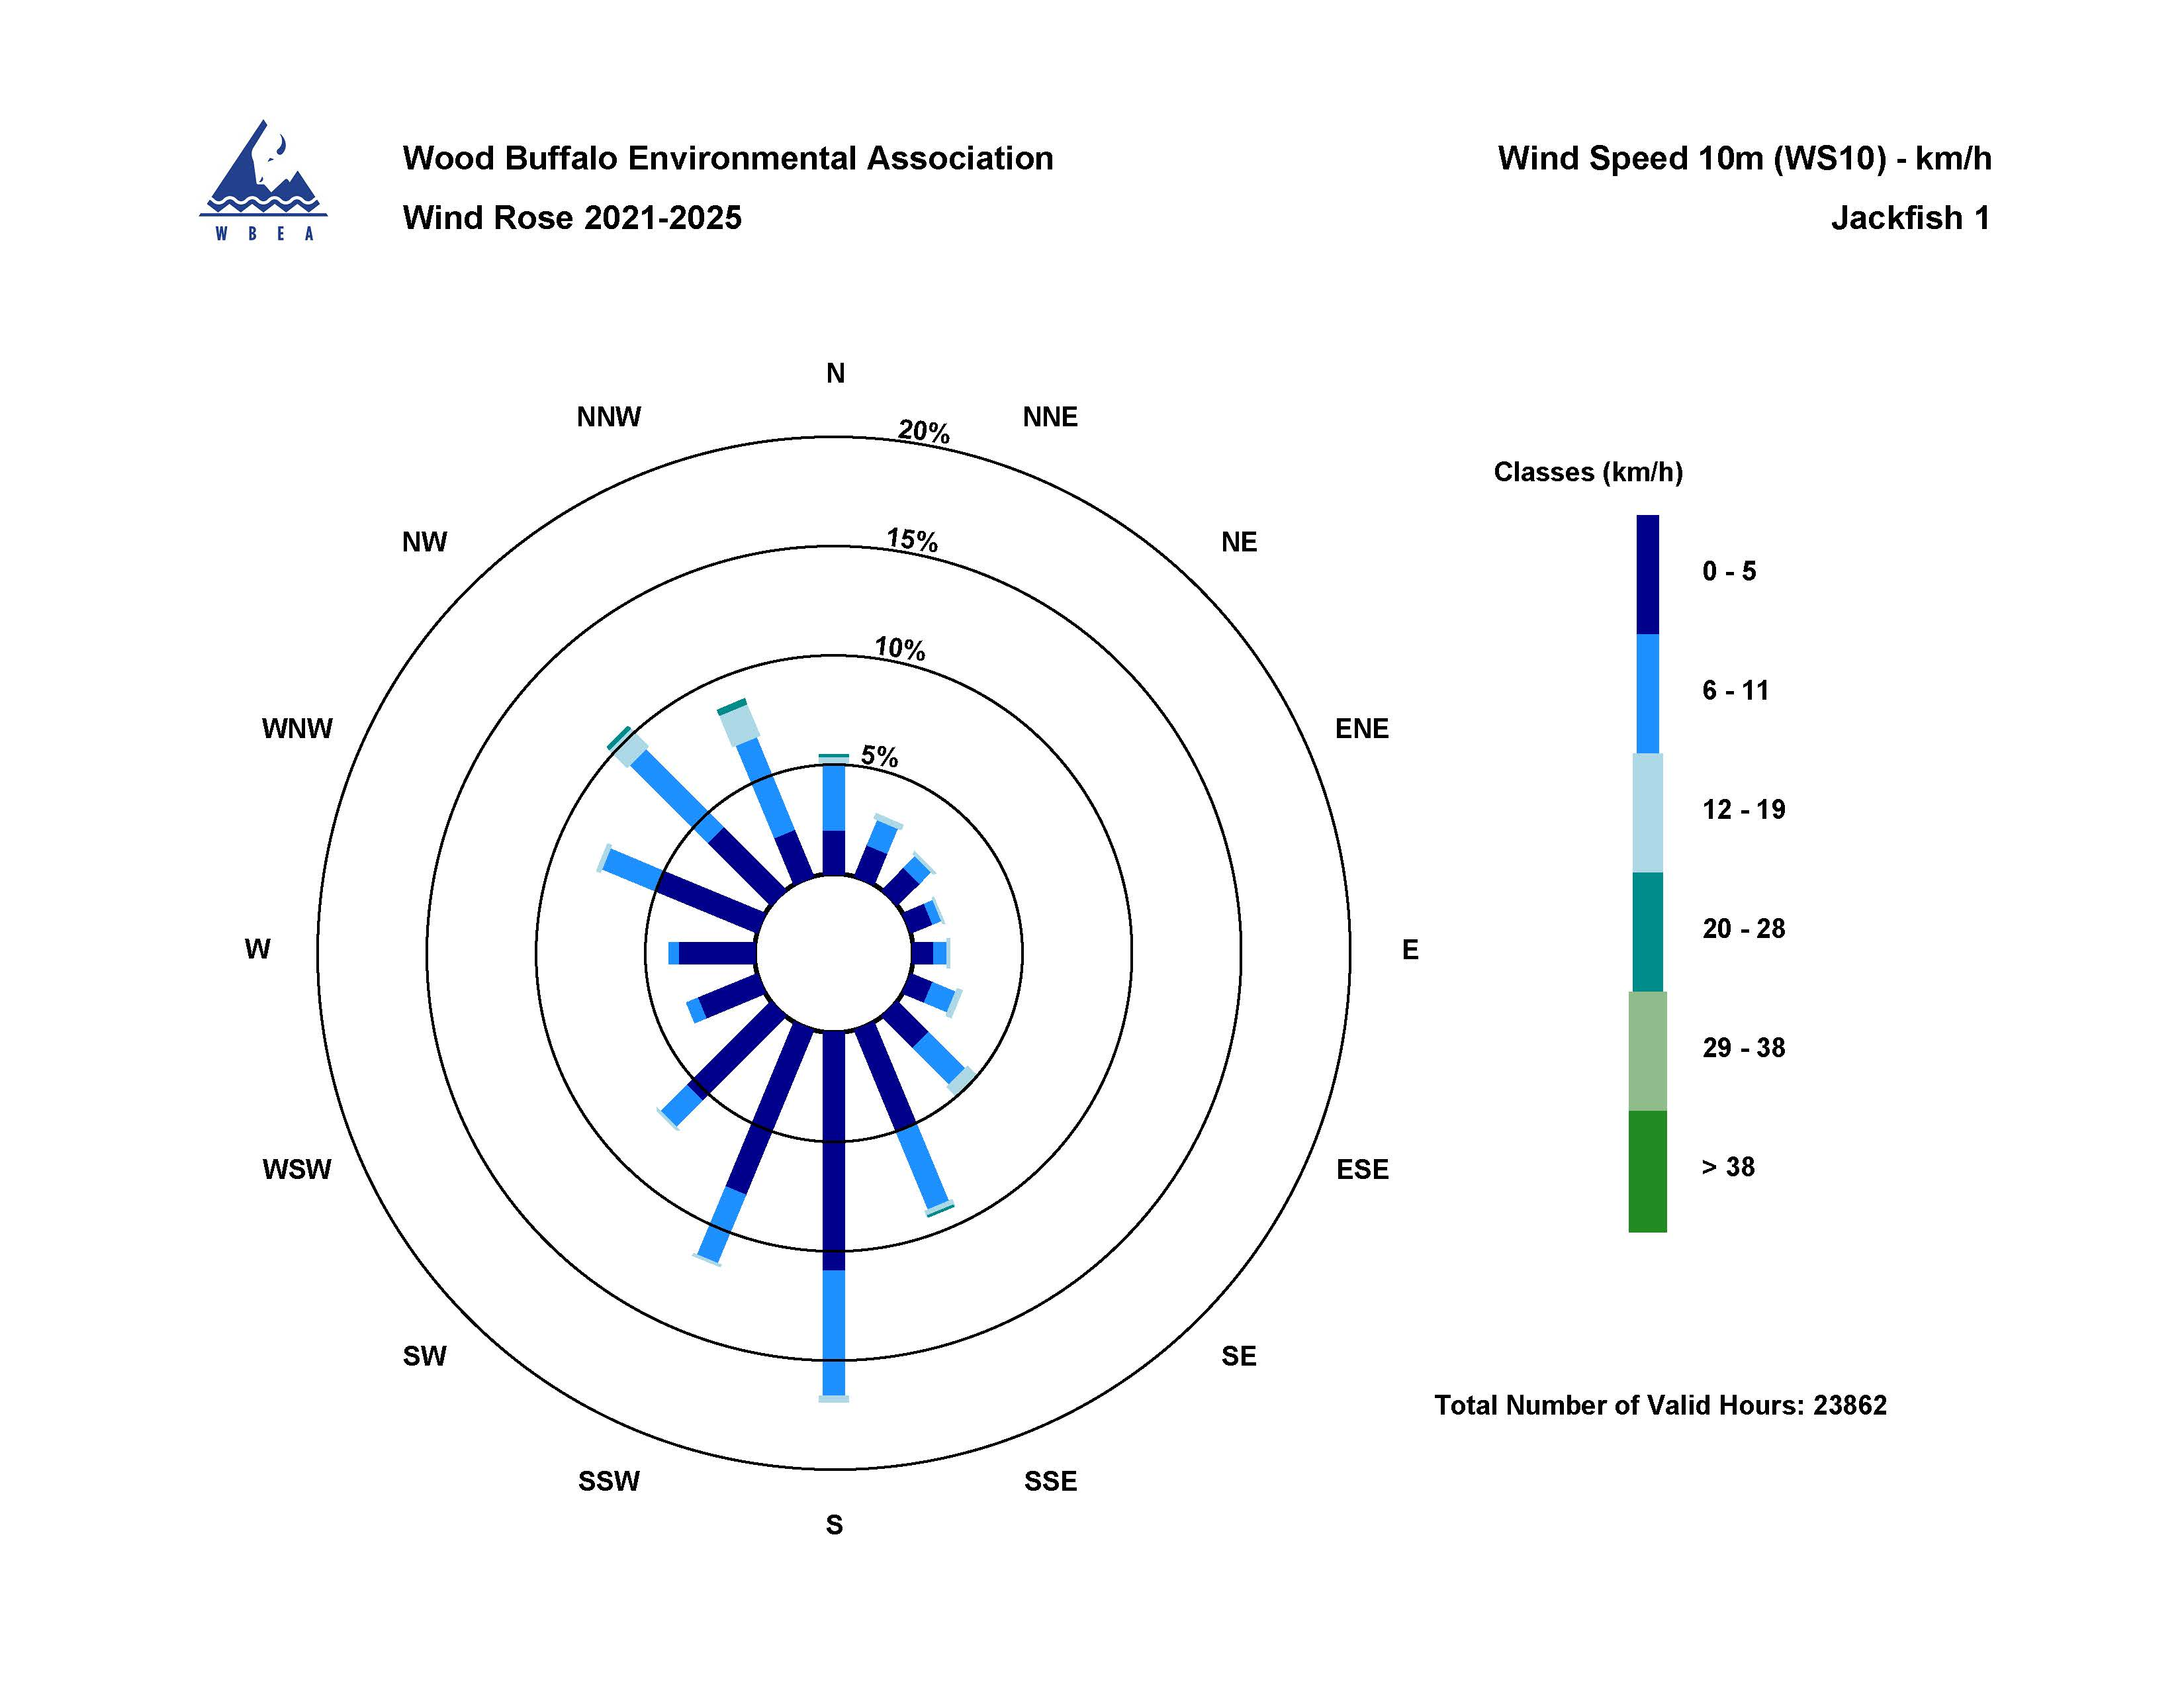 Wood Buffalo Environmental Association
Wind Speed 10m (WS10) - km/h
Wind Rose 2021-2025
Jackfish 1
W B E A
N
NNW
NNE
20%
Classes (km/h)
NW
15%
NE
0 - 5
10%
6 - 11
WNW
5%
ENE
12 - 19
20 - 28
W
E
29 - 38
WSW
ESE
> 38
SW
SE
Total Number of Valid Hours: 23862
SSW
SSE
S